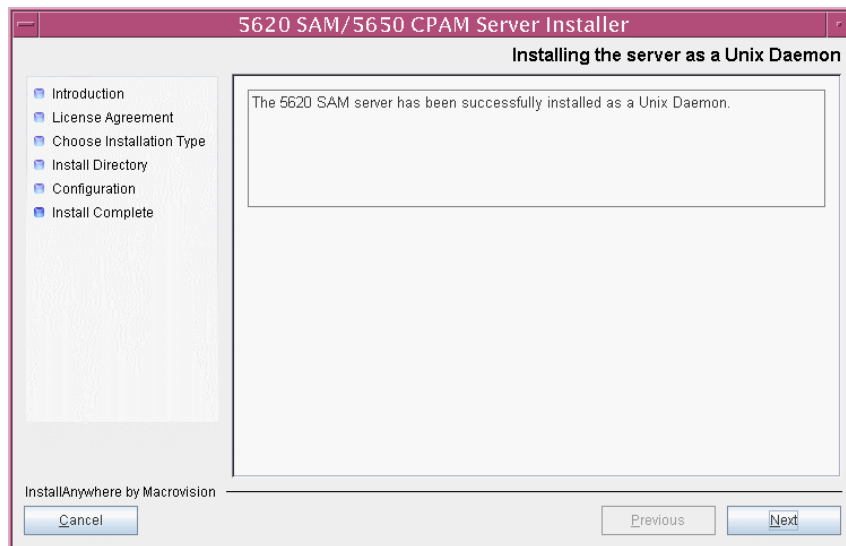 5620 SAM/5650 CPAM Server Installer
Installing the server as a Unix Daemon
Introduction
License Agreement
Choose Installation Type
Install Directory
Configuration
Install Complete
The 5620 SAM server has been successfully installed as a Unix Daemon.
InstallAnywhere by Macrovision
Cancel
Previous
Next